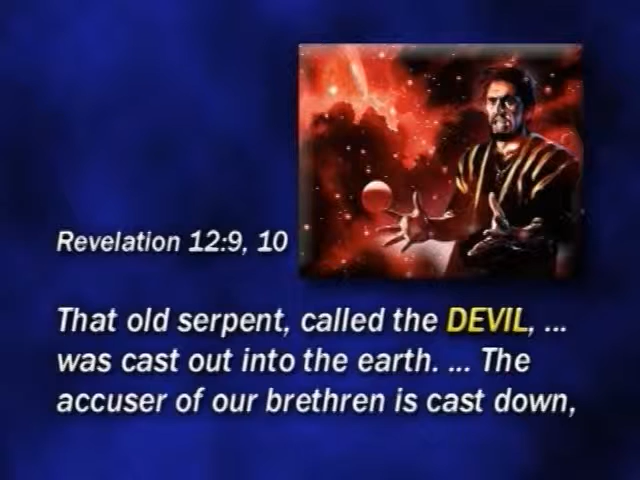 Revelation 12:9, 10
That old serpent, called the DEVIL, ...
was cast out into the earth. ... The
accuser of our brethren is cast down,